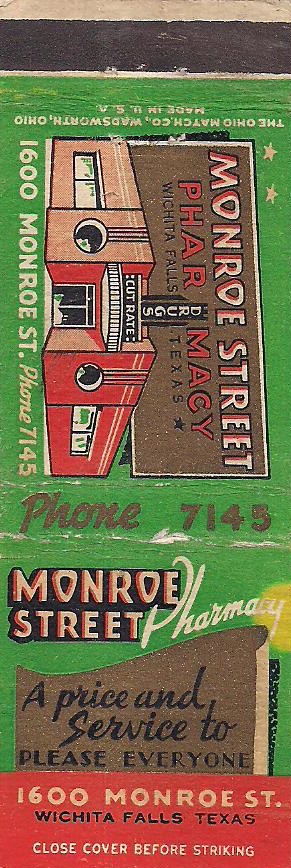 THE OHIO MATCH CO., WADSWORTH, OHIO
MADE IN U.S.A.
MONROE STREET
PHARMACY
WICHITA FALLS TEXAS
DRUGS
CUT RATE
1600 MONROE ST. Phone 7145
Phone 7145
MONROE
STREET Pharmacy
A price and
Service to
PLEASE EVERYONE
1600 MONROE ST.
WICHITA FALLS TEXAS
CLOSE COVER BEFORE STRIKING